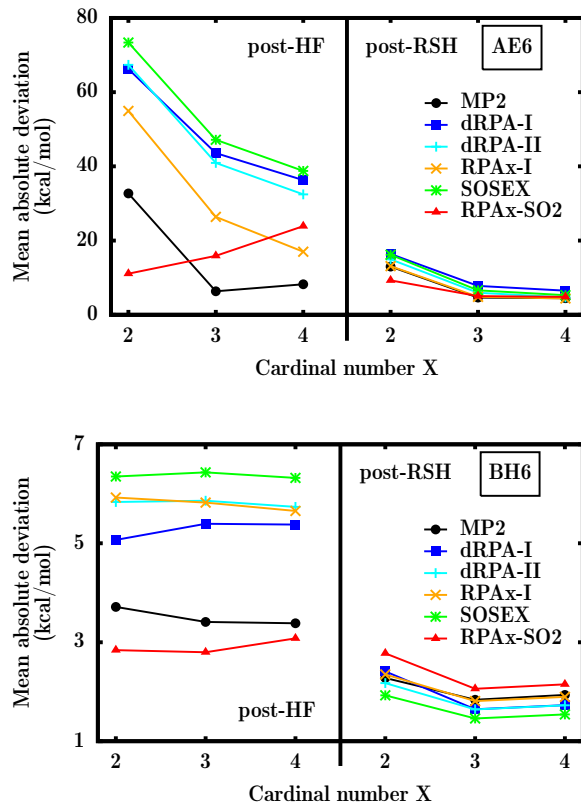 80
60
40
20
0
Mean absolute deviation
(kcal/mol)
post-HF
post-RSH
AE6
MP2
dRPA-I
dRPA-II
RPAx-I
SOSEX
RPAx-SO2
2 3 4 2 3 4
Cardinal number X
7
5
3
1
Mean absolute deviation
(kcal/mol)
post-RSH
BH6
MP2
dRPA-I
dRPA-II
RPAx-I
SOSEX
RPAx-SO2
post-HF
2 3 4 2 3 4
Cardinal number X